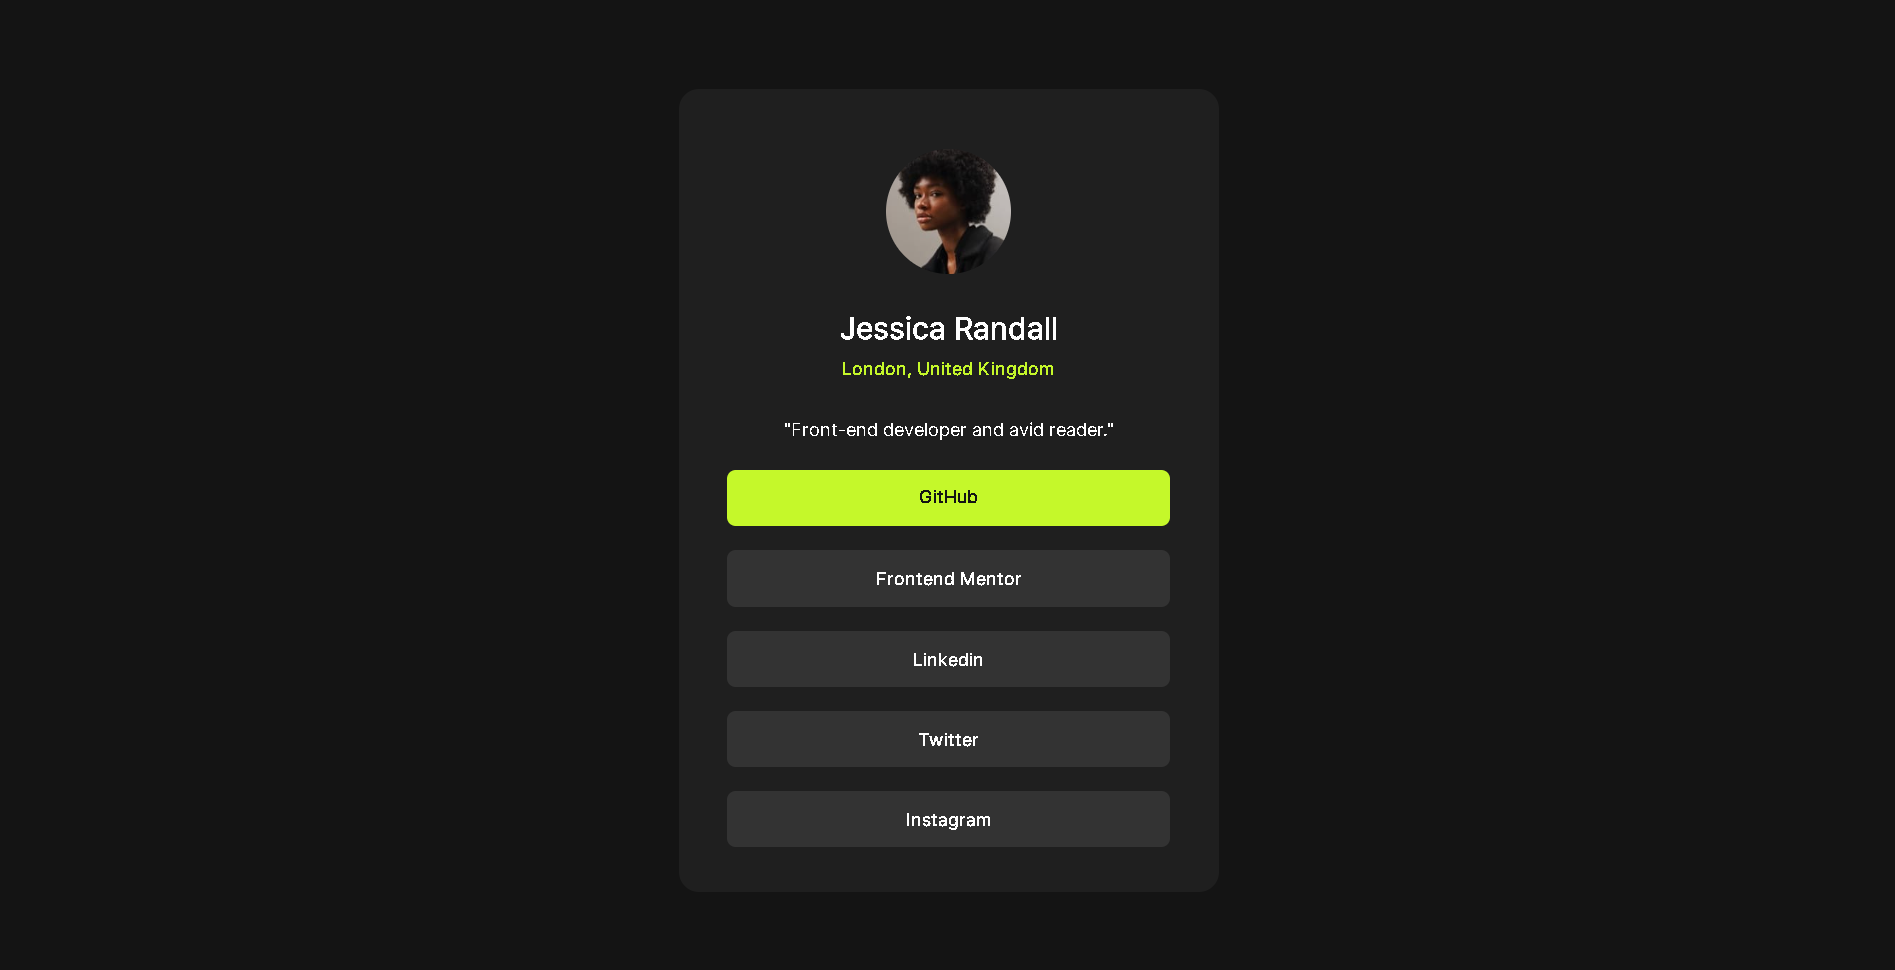 Jessica Randall
London, United Kingdom
"Front-end developer and avid reader."
GitHub
Frontend Mentor
Linkedin
Twitter
Instagram